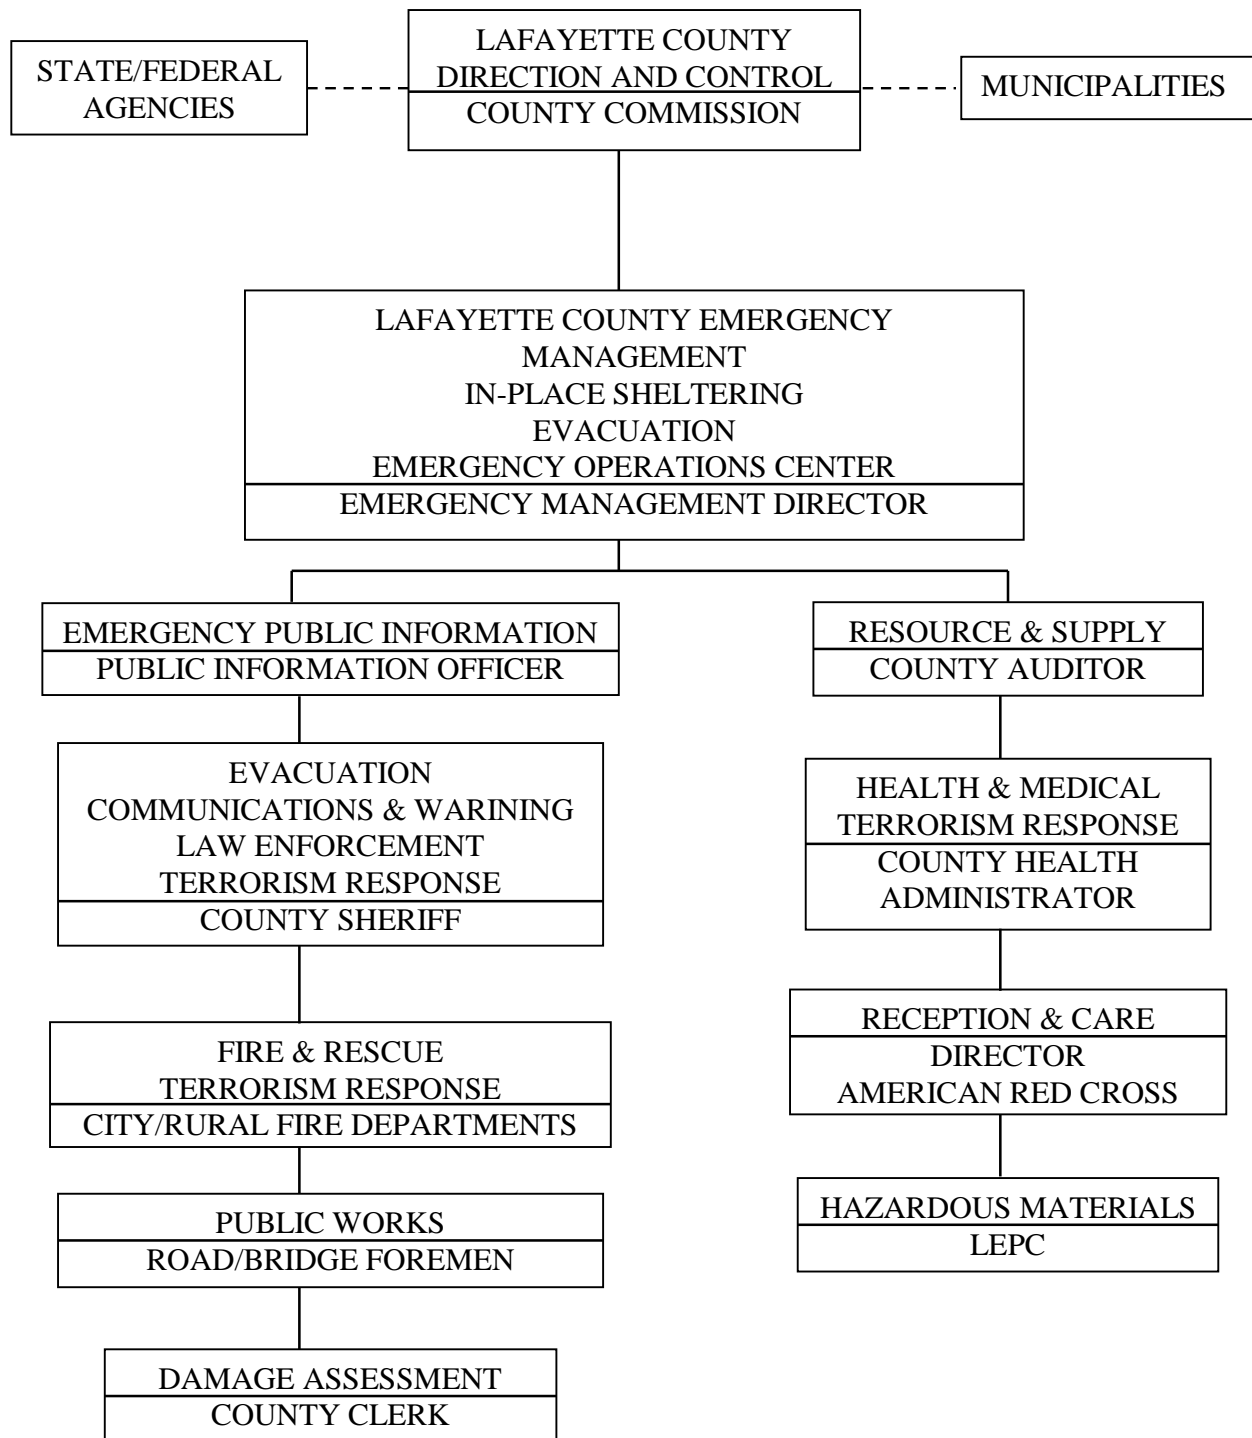 STATE/FEDERAL
AGENCIES
LAFAYETTE COUNTY
DIRECTION AND CONTROL
COUNTY COMMISSION
MUNICIPALITIES
LAFAYETTE COUNTY EMERGENCY
MANAGEMENT
IN-PLACE SHELTERING
EVACUATION
EMERGENCY OPERATIONS CENTER
EMERGENCY MANAGEMENT DIRECTOR
EMERGENCY PUBLIC INFORMATION
PUBLIC INFORMATION OFFICER
EVACUATION
COMMUNICATIONS & WARINING
LAW ENFORCEMENT
TERRORISM RESPONSE
COUNTY SHERIFF
FIRE & RESCUE
TERRORISM RESPONSE
CITY/RURAL FIRE DEPARTMENTS
PUBLIC WORKS
ROAD/BRIDGE FOREMEN
DAMAGE ASSESSMENT
COUNTY CLERK
RESOURCE & SUPPLY
COUNTY AUDITOR
HEALTH & MEDICAL
TERRORISM RESPONSE
COUNTY HEALTH
ADMINISTRATOR
RECEPTION & CARE
DIRECTOR
AMERICAN RED CROSS
HAZARDOUS MATERIALS
LEPC